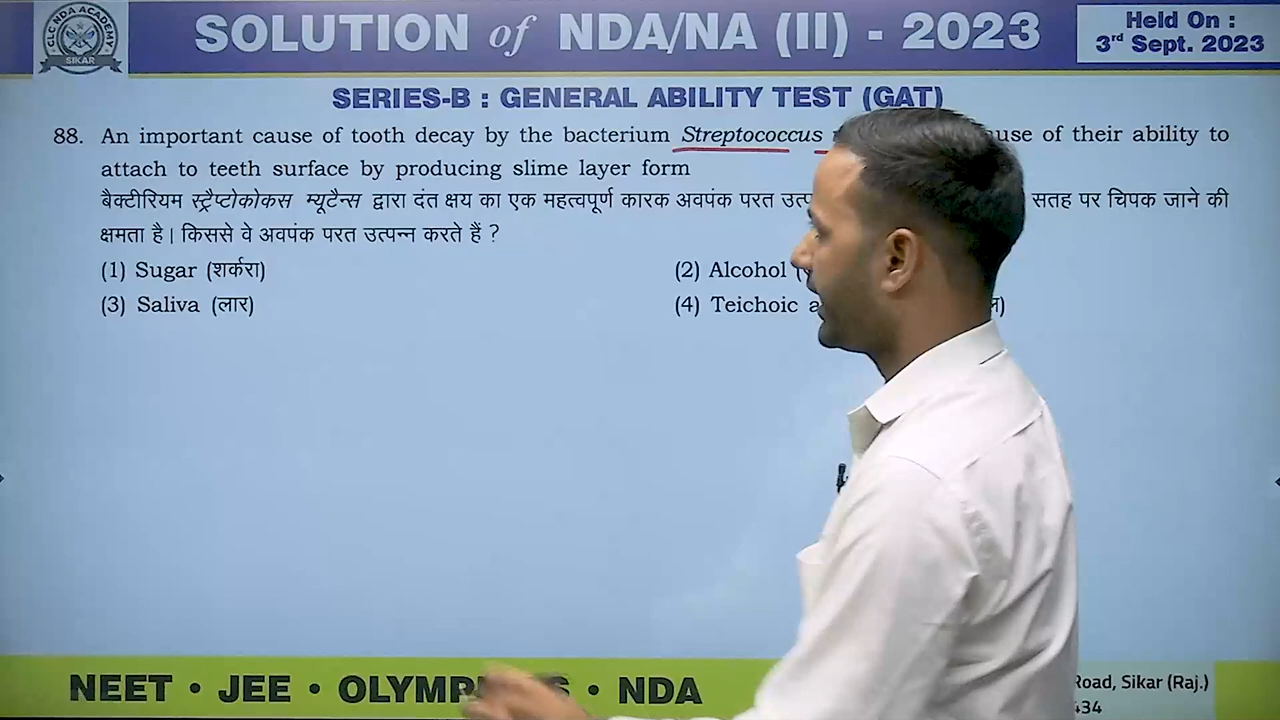 CLC NDA ACADEMY
SIKAR
SOLUTION of NDA/NA (II) - 2023
Held On :
3rd Sept. 2023
SERIES-B : GENERAL ABILITY TEST (GAT)
88. An important cause of tooth decay by the bacterium Streptococcus use of their ability to
attach to teeth surface by producing slime layer form
बैक्टीरियम स्ट्रैप्टोकोकस म्यूटैन्स द्वारा दंत क्षय का एक महत्वपूर्ण कारक अवपंक परत उत्प सतह पर चिपक जाने की
क्षमता है। किससे वे अवपंक परत उत्पन्न करते हैं ?
(1) Sugar (शर्करा) (2) Alcohol
(3) Saliva (लार) (4) Teichoic
NEET • JEE • OLYMP S • NDA
Road, Sikar (Raj.)
434